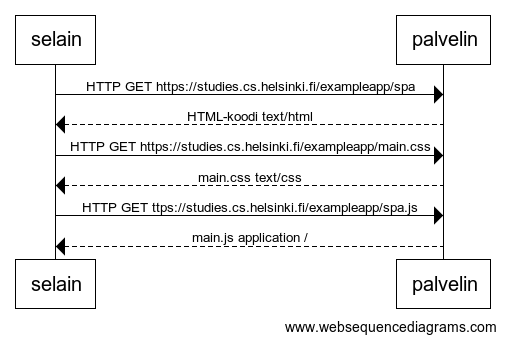 selain palvelin
HTTP GET https://studies.cs.helsinki.fi/exampleapp/spa
HTML-koodi text/html
HTTP GET https://studies.cs.helsinki.fi/exampleapp/main.css
main.css text/css
HTTP GET ttps://studies.cs.helsinki.fi/exampleapp/spa.js
main.js application /
selain palvelin
www.websequencediagrams.com